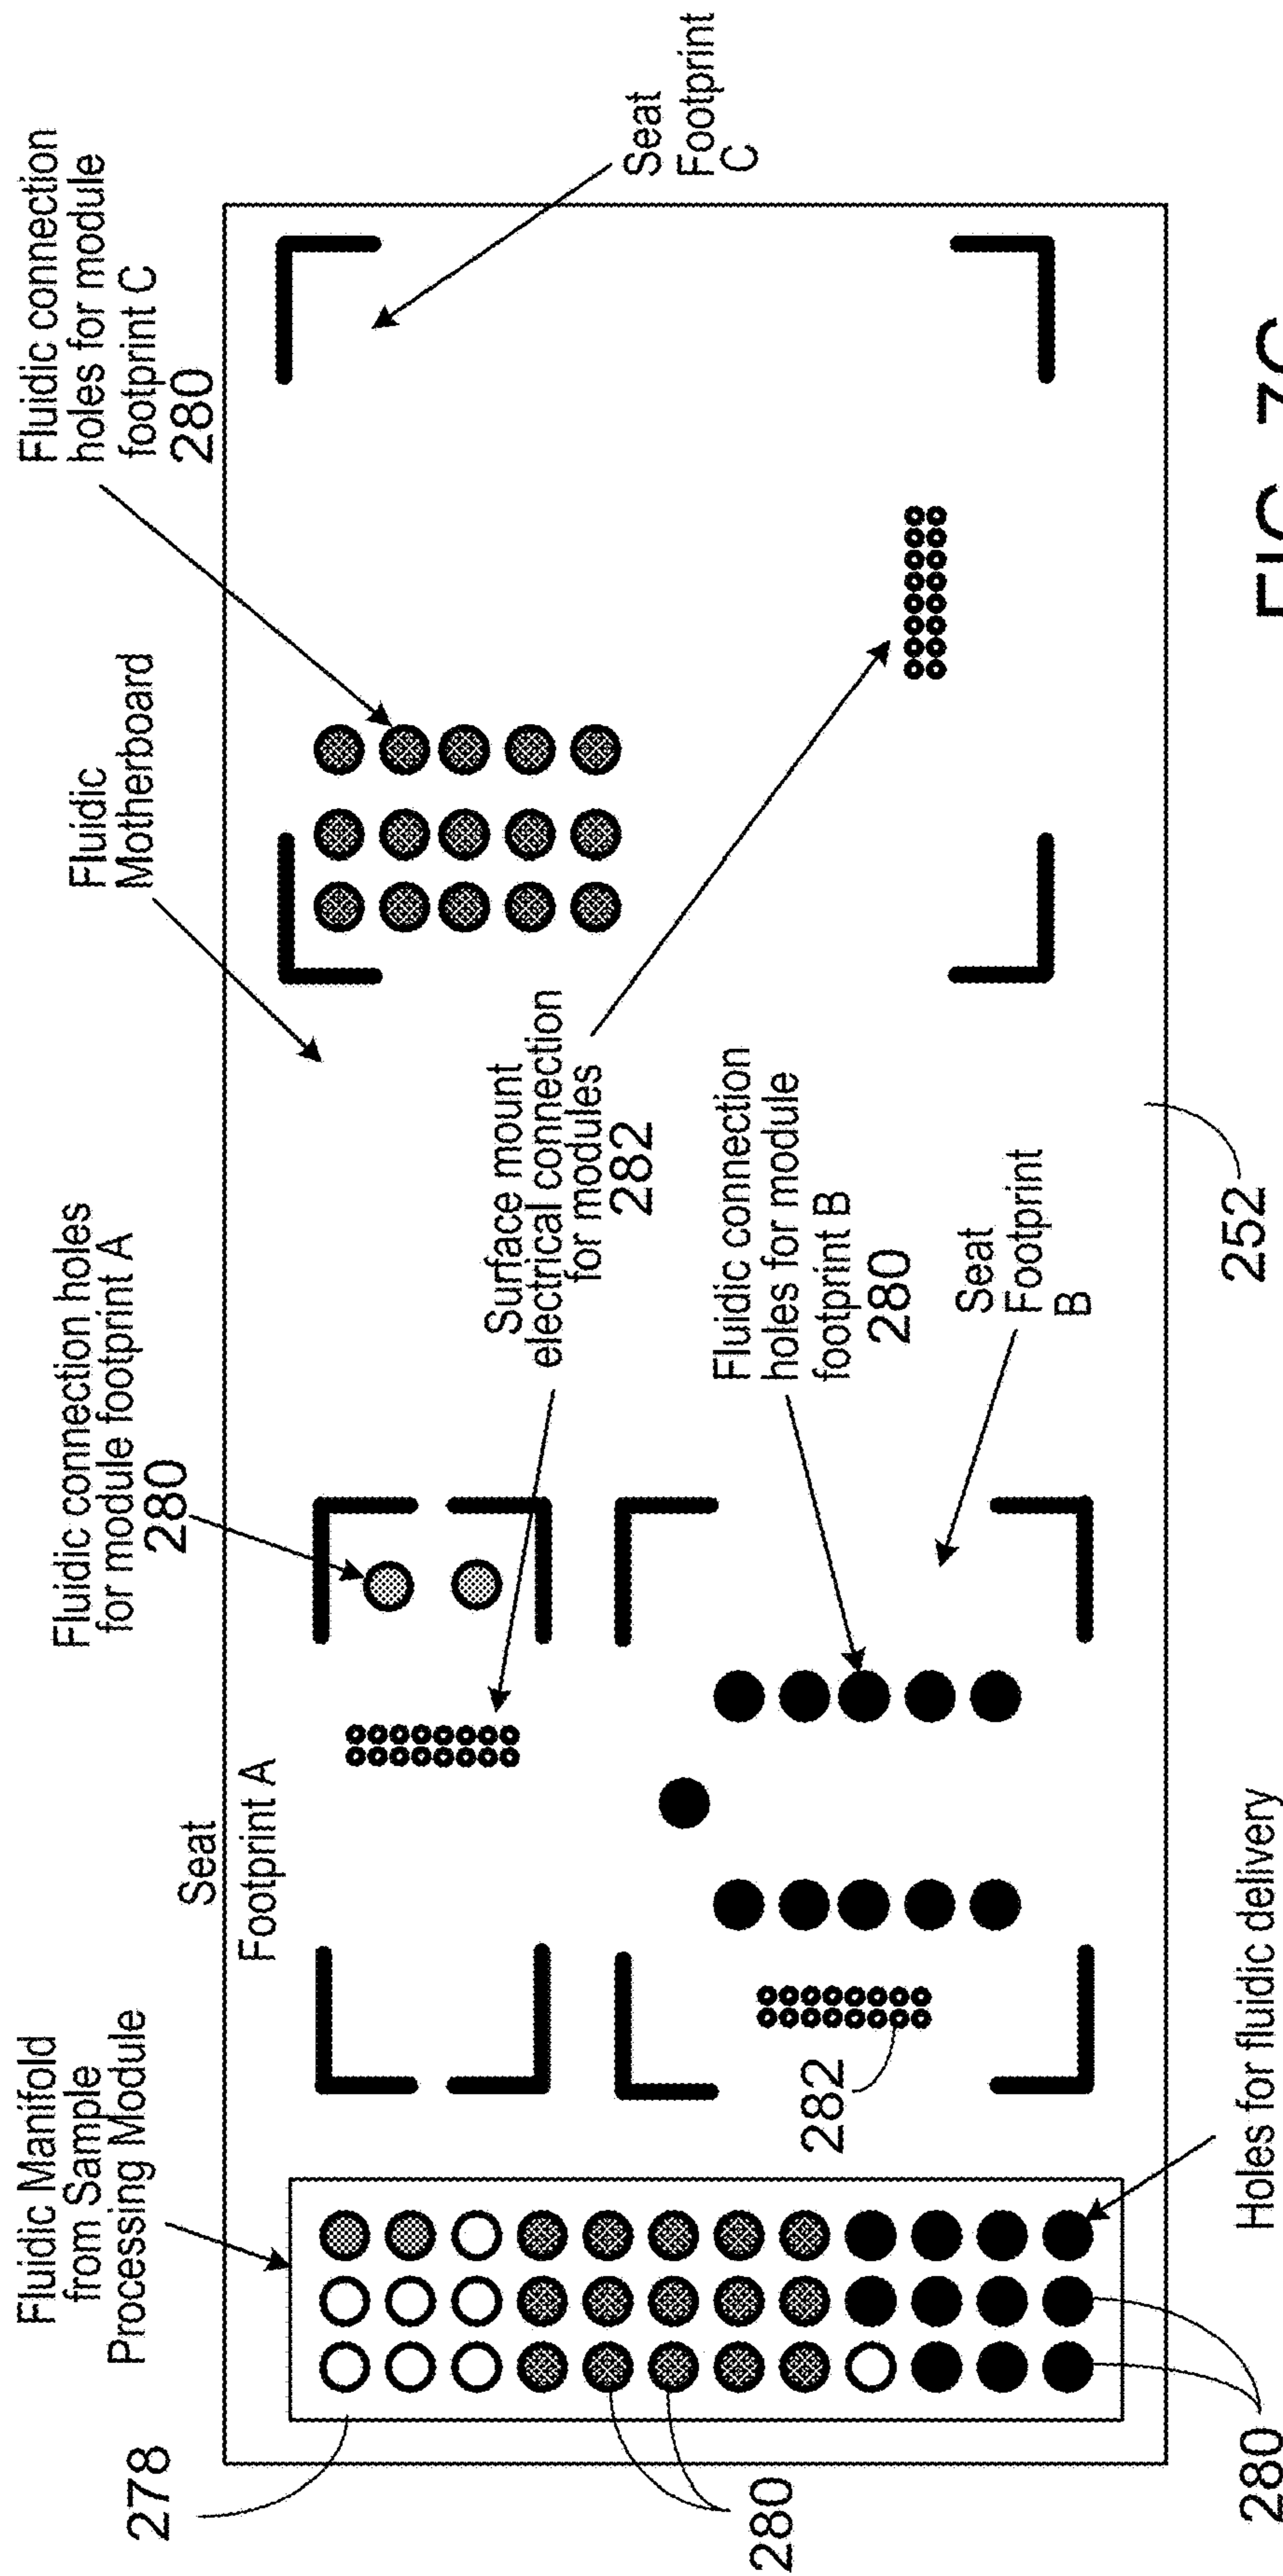 Fluidic Manifold
from Sample
Processing Module
278
Seat
Footprint A
Fluidic connection holes
for module footprint A
280
Fluidic
Motherboard
Fluidic connection
holes for module
footprint C
280
Seat
Footprint
C
Surface mount
electrical connection
for modules
282
Fluidic connection
holes for module
footprint B
280
Seat
Footprint
B
282
280
280
Holes for fluidic delivery
252